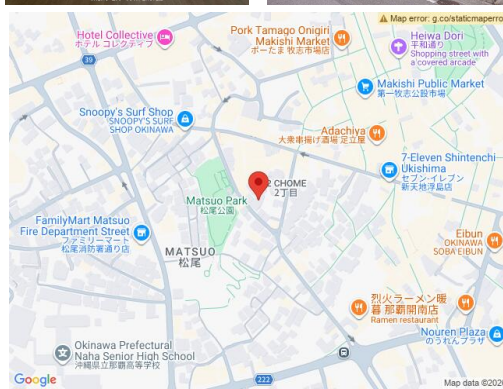 Map error: g.co/staticmaperro
Hotel Collective
ホテル コレクティブ
Pork Tamago Onigiri
Makishi Market
ポーたま 牧志市場店
Heiwa Dori
平和通り
Shopping street with
a covered arcade
39
Makishi Public Market
第一牧志公設市場
Snoopy's Surf Shop
SNOOPY'S SURF
SHOP OKINAWA
Adachiya
大衆串揚げ酒場 足立屋
7-Eleven Shintenchi
Ukishima
セブン-イレブン
新天地浮島店
2 CHOME
2丁目
Matsuo Park
松尾公園
FamilyMart Matsuo
Fire Department Street
ファミリーマート
松尾消防署通り店
MATSUO
松尾
Eibun
OKINAWA
SOBA EIBUN
烈火ラーメン暖
暮 那覇開南店
Ramen restaurant
Nouren Plaza
のうれんプラザ
Okinawa Prefectural
Naha Senior High School
沖縄県立那覇高等学校
222
Google
Map data ©202